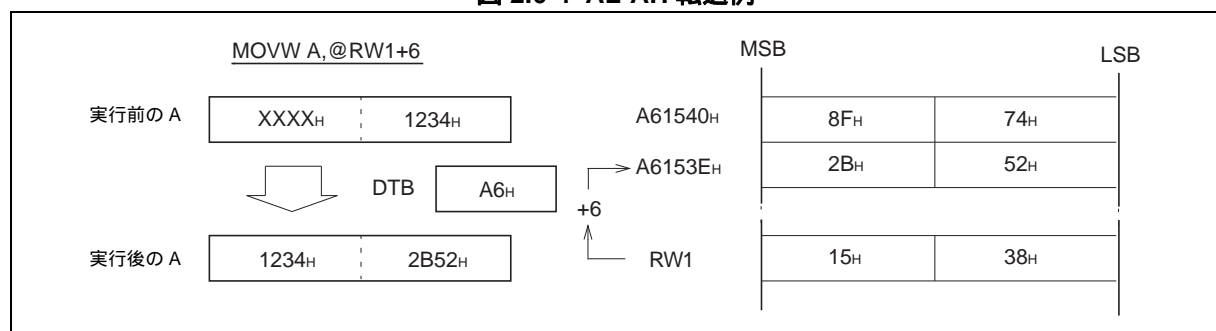 MOVW A,@RW1+6
MSB
LSB
実行前の A
XXXXH
1234H
A61540H
8FH
74H
A6153EH
2BH
52H
DTB
A6H
+6
実行後の A
1234H
2B52H
RW1
15H
38H